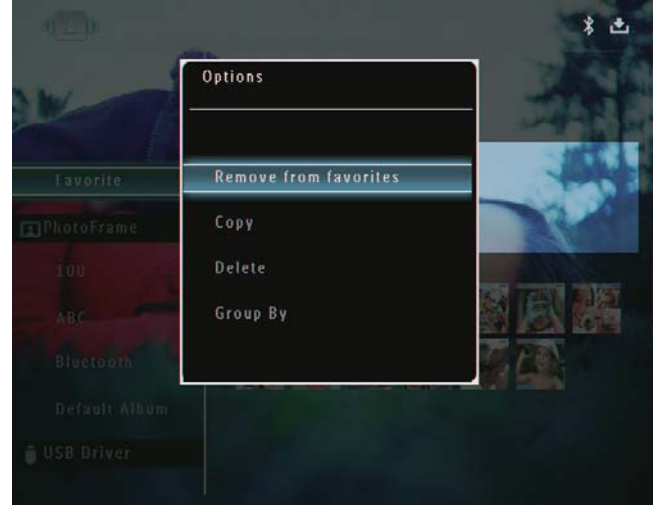 Options
Remove from favorites
Copy
Delete
Group By
Favorite
PhotoFrame
100
ABC
Bluetooth
Default Album
USB Driver